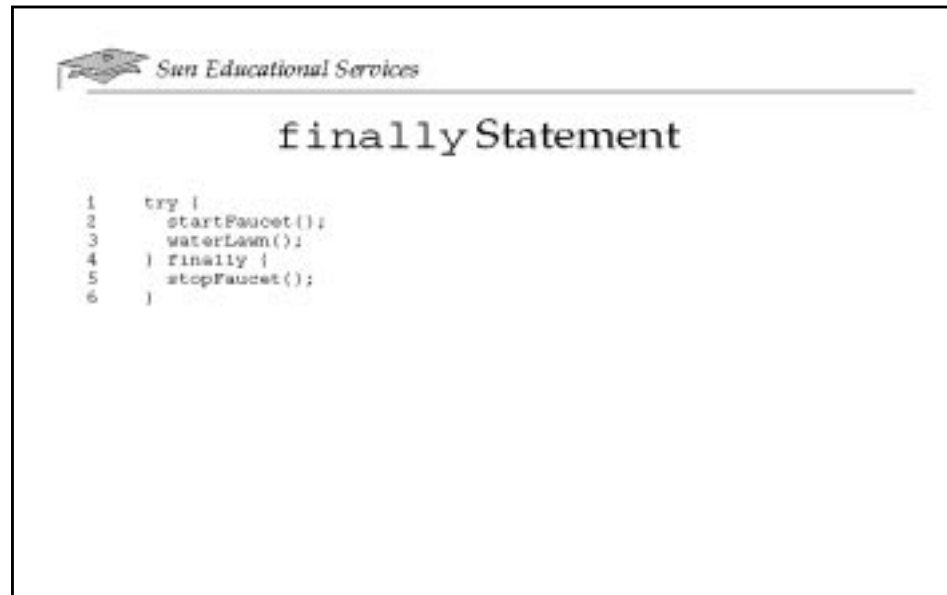 Sun Educational Services
finally Statement
1 try {
2 startFaucet();
3 waterLawn();
4 } finally {
5 stopFaucet();
6 }